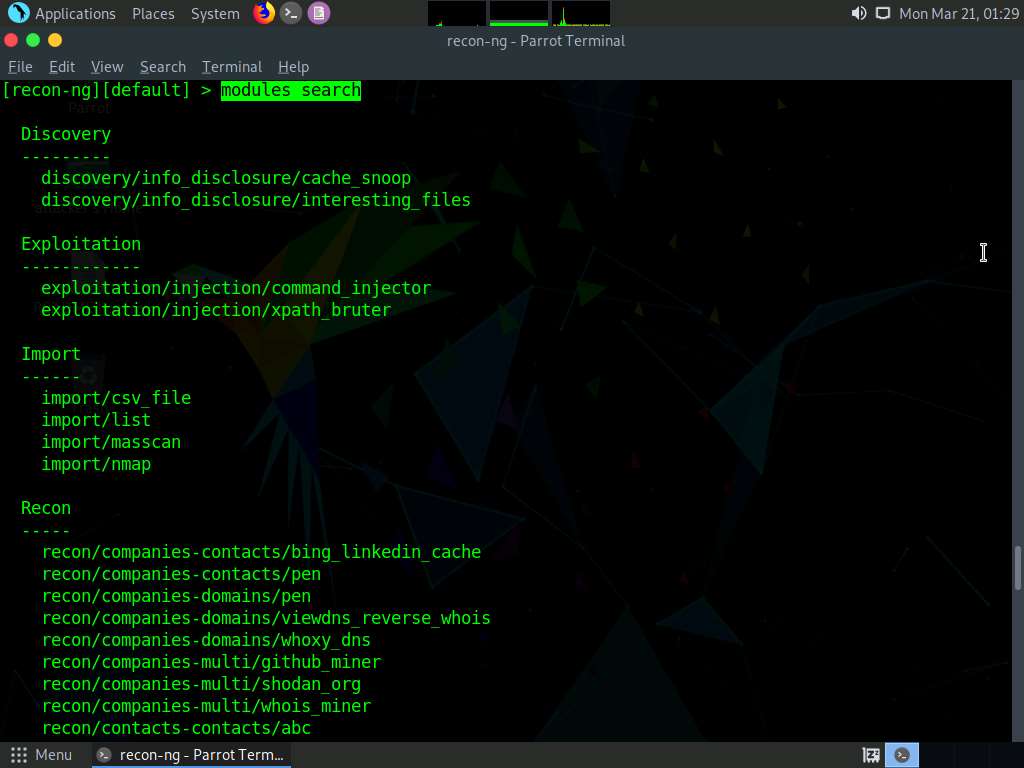 Applications Places System Mon Mar 21, 01:29
recon-ng - Parrot Terminal
File Edit View Search Terminal Help
[recon-ng][default] > modules search
Discovery
---------
discovery/info_disclosure/cache_snoop
discovery/info_disclosure/interesting_files
Exploitation
------------
exploitation/injection/command_injector
exploitation/injection/xpath_bruter
Import
------
import/csv_file
import/list
import/masscan
import/nmap
Recon
-----
recon/companies-contacts/bing_linkedin_cache
recon/companies-contacts/pen
recon/companies-domains/pen
recon/companies-domains/viewdns_reverse_whois
recon/companies-domains/whoxy_dns
recon/companies-multi/github_miner
recon/companies-multi/shodan_org
recon/companies-multi/whois_miner
recon/contacts-contacts/abc
Menu recon-ng - Parrot Term...